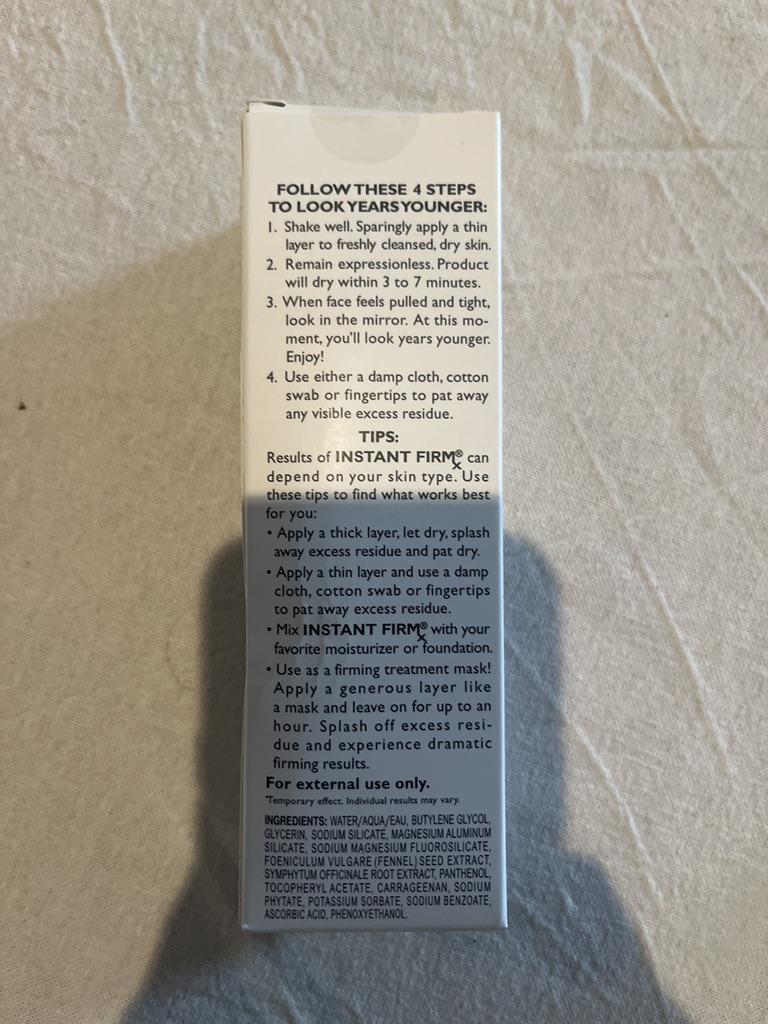 FOLLOW THESE 4 STEPS
TO LOOK YEARS YOUNGER:
1. Shake well. Sparingly apply a thin
layer to freshly cleansed, dry skin.
2. Remain expressionless. Product
will dry within 3 to 7 minutes.
3. When face feels pulled and tight,
look in the mirror. At this mo-
ment, you'll look years younger.
Enjoy!
4. Use either a damp cloth, cotton
swab or fingertips to pat away
any visible excess residue.
TIPS:
Results of INSTANT FIRMx® can
depend on your skin type. Use
these tips to find what works best
for you:
• Apply a thick layer, let dry, splash
away excess residue and pat dry.
• Apply a thin layer and use a damp
cloth, cotton swab or fingertips
to pat away excess residue.
• Mix INSTANT FIRMx® with your
favorite moisturizer or foundation.
• Use as a firming treatment mask!
Apply a generous layer like
a mask and leave on for up to an
hour. Splash off excess resi-
due and experience dramatic
firming results.
For external use only.
*Temporary effect. Individual results may vary.
INGREDIENTS: WATER/AQUA/EAU, BUTYLENE GLYCOL,
GLYCERIN, SODIUM SILICATE, MAGNESIUM ALUMINUM
SILICATE, SODIUM MAGNESIUM FLUOROSILICATE,
FOENICULUM VULGARE (FENNEL) SEED EXTRACT,
SYMPHYTUM OFFICINALE ROOT EXTRACT, PANTHENOL,
TOCOPHERYL ACETATE, CARRAGEENAN, SODIUM
PHYTATE, POTASSIUM SORBATE, SODIUM BENZOATE,
ASCORBIC ACID, PHENOXYETHANOL.